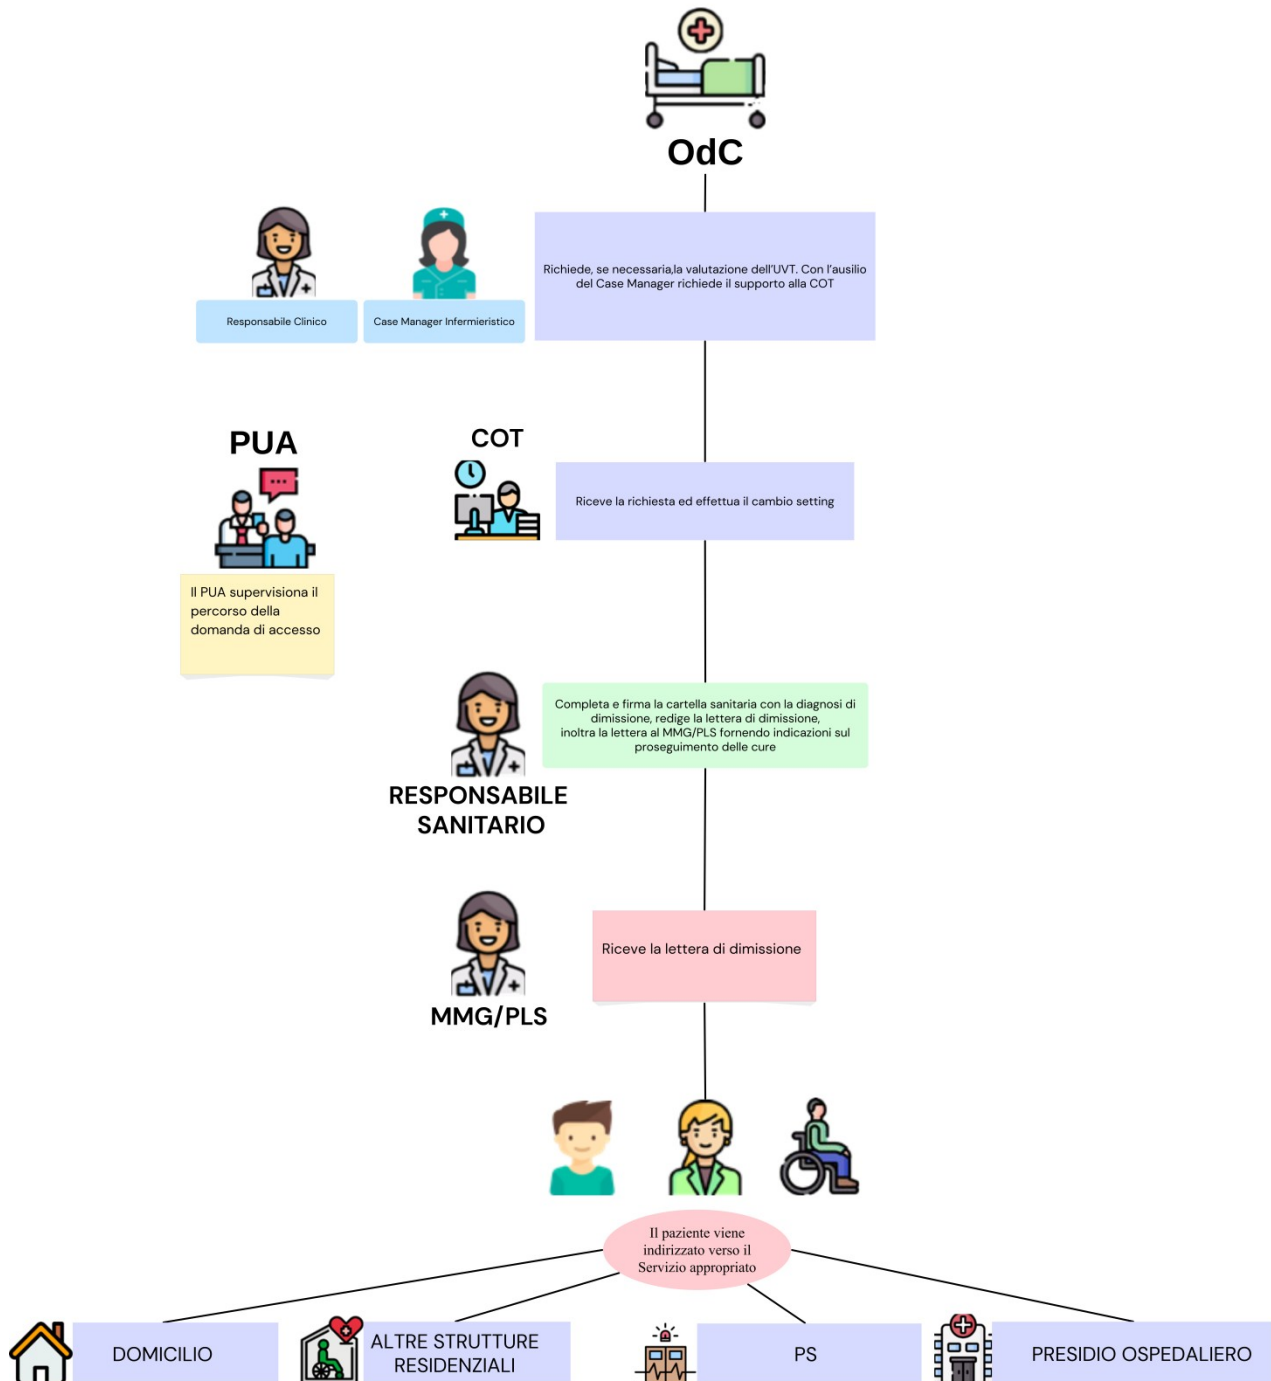 OdC
Richiede, se necessaria,la valutazione dell'UVT. Con l'ausilio
del Case Manager richiede il supporto alla COT
Responsabile Clinico
Case Manager Infermieristico
PUA
COT
Riceve la richiesta ed effettua il cambio setting
Il PUA supervisiona il
percorso della
domanda di accesso
Completa e firma la cartella sanitaria con la diagnosi di
dimissione, redige la lettera di dimissione,
inoltra la lettera al MMG/PLS fornendo indicazioni sul
proseguimento delle cure
RESPONSABILE
SANITARIO
Riceve la lettera di dimissione
MMG/PLS
Il paziente viene
indirizzato verso il
Servizio appropriato
DOMICILIO
ALTRE STRUTTURE
RESIDENZIALI
PS
PRESIDIO OSPEDALIERO